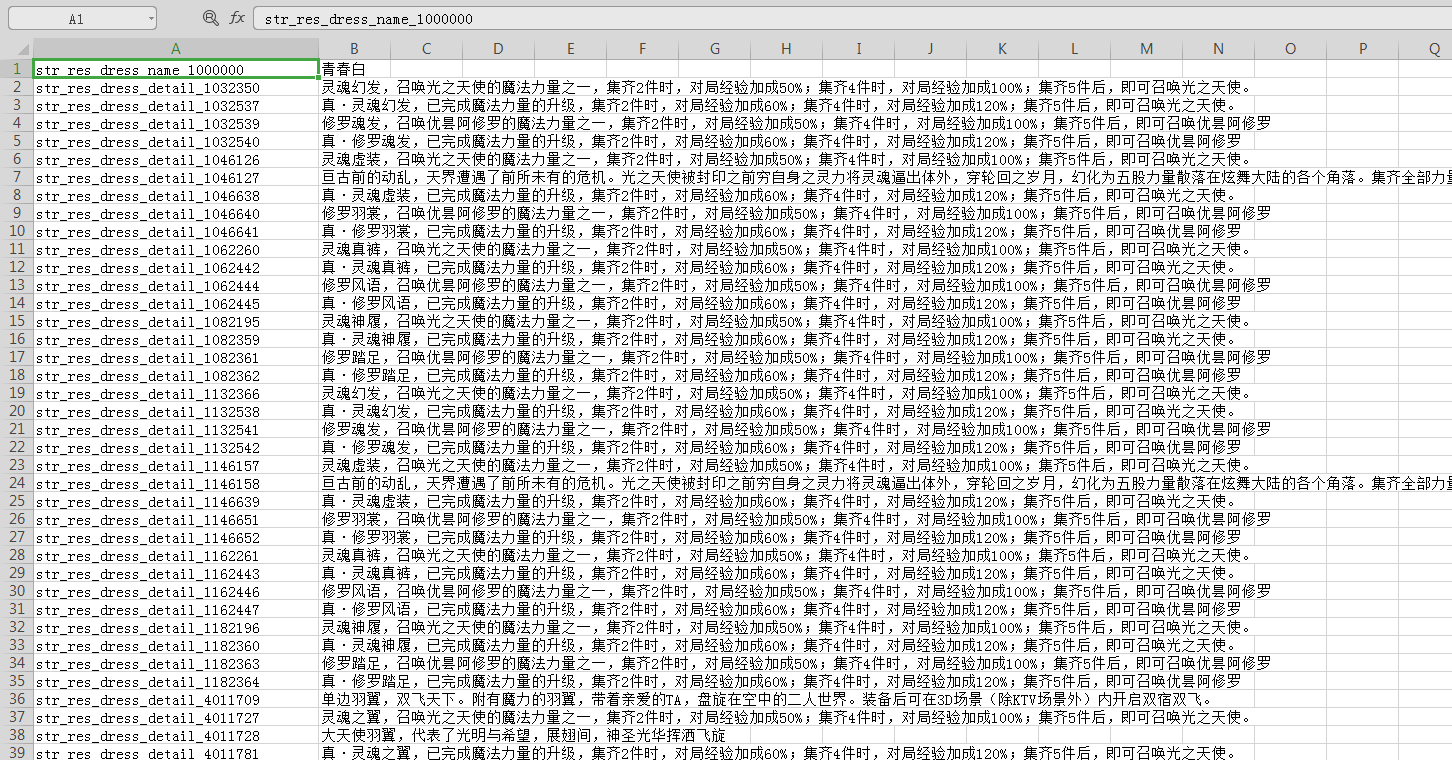 A1 fx str_res_dress_name_1000000
A B C D E F G H I J K L M N O P Q
1 str_res_dress_name_1000000 青春白
2 str_res_dress_detail_1032350 灵魂幻发，召唤光之天使的魔法力量之一，集齐2件时，对局经验加成50%；集齐4件时，对局经验加成100%；集齐5件后，即可召唤光之天使。
3 str_res_dress_detail_1032537 真·灵魂幻发，已完成魔法力量的升级，集齐2件时，对局经验加成60%；集齐4件时，对局经验加成120%；集齐5件后，即可召唤光之天使。
4 str_res_dress_detail_1032539 修罗魂发，召唤优昙阿修罗的魔法力量之一，集齐2件时，对局经验加成50%；集齐4件时，对局经验加成100%；集齐5件后，即可召唤优昙阿修罗
5 str_res_dress_detail_1032540 真·修罗魂发，已完成魔法力量的升级，集齐2件时，对局经验加成60%；集齐4件时，对局经验加成120%；集齐5件后，即可召唤优昙阿修罗
6 str_res_dress_detail_1046126 灵魂虚装，召唤光之天使的魔法力量之一，集齐2件时，对局经验加成50%；集齐4件时，对局经验加成100%；集齐5件后，即可召唤光之天使。
7 str_res_dress_detail_1046127 亘古前的动乱，天界遭遇了前所未有的危机。光之天使被封印之前穷自身之灵力将灵魂逼出体外，穿轮回之岁月，幻化为五股力量散落在炫舞大陆的各个角落。集齐全部力量
8 str_res_dress_detail_1046638 真·灵魂虚装，已完成魔法力量的升级，集齐2件时，对局经验加成60%；集齐4件时，对局经验加成120%；集齐5件后，即可召唤光之天使。
9 str_res_dress_detail_1046640 修罗羽裳，召唤优昙阿修罗的魔法力量之一，集齐2件时，对局经验加成50%；集齐4件时，对局经验加成100%；集齐5件后，即可召唤优昙阿修罗
10 str_res_dress_detail_1046641 真·修罗羽裳，已完成魔法力量的升级，集齐2件时，对局经验加成60%；集齐4件时，对局经验加成120%；集齐5件后，即可召唤优昙阿修罗
11 str_res_dress_detail_1062260 灵魂真裤，召唤光之天使的魔法力量之一，集齐2件时，对局经验加成50%；集齐4件时，对局经验加成100%；集齐5件后，即可召唤光之天使。
12 str_res_dress_detail_1062442 真·灵魂真裤，已完成魔法力量的升级，集齐2件时，对局经验加成60%；集齐4件时，对局经验加成120%；集齐5件后，即可召唤光之天使。
13 str_res_dress_detail_1062444 修罗风语，召唤优昙阿修罗的魔法力量之一，集齐2件时，对局经验加成50%；集齐4件时，对局经验加成100%；集齐5件后，即可召唤优昙阿修罗
14 str_res_dress_detail_1062445 真·修罗风语，已完成魔法力量的升级，集齐2件时，对局经验加成60%；集齐4件时，对局经验加成120%；集齐5件后，即可召唤优昙阿修罗
15 str_res_dress_detail_1082195 灵魂神履，召唤光之天使的魔法力量之一，集齐2件时，对局经验加成50%；集齐4件时，对局经验加成100%；集齐5件后，即可召唤光之天使。
16 str_res_dress_detail_1082359 真·灵魂神履，已完成魔法力量的升级，集齐2件时，对局经验加成60%；集齐4件时，对局经验加成120%；集齐5件后，即可召唤光之天使。
17 str_res_dress_detail_1082361 修罗踏足，召唤优昙阿修罗的魔法力量之一，集齐2件时，对局经验加成50%；集齐4件时，对局经验加成100%；集齐5件后，即可召唤优昙阿修罗
18 str_res_dress_detail_1082362 真·修罗踏足，已完成魔法力量的升级，集齐2件时，对局经验加成60%；集齐4件时，对局经验加成120%；集齐5件后，即可召唤优昙阿修罗
19 str_res_dress_detail_1132366 灵魂幻发，召唤光之天使的魔法力量之一，集齐2件时，对局经验加成50%；集齐4件时，对局经验加成100%；集齐5件后，即可召唤光之天使。
20 str_res_dress_detail_1132538 真·灵魂幻发，已完成魔法力量的升级，集齐2件时，对局经验加成60%；集齐4件时，对局经验加成120%；集齐5件后，即可召唤光之天使。
21 str_res_dress_detail_1132541 修罗魂发，召唤优昙阿修罗的魔法力量之一，集齐2件时，对局经验加成50%；集齐4件时，对局经验加成100%；集齐5件后，即可召唤优昙阿修罗
22 str_res_dress_detail_1132542 真·修罗魂发，已完成魔法力量的升级，集齐2件时，对局经验加成60%；集齐4件时，对局经验加成120%；集齐5件后，即可召唤优昙阿修罗
23 str_res_dress_detail_1146157 灵魂虚装，召唤光之天使的魔法力量之一，集齐2件时，对局经验加成50%；集齐4件时，对局经验加成100%；集齐5件后，即可召唤光之天使。
24 str_res_dress_detail_1146158 亘古前的动乱，天界遭遇了前所未有的危机。光之天使被封印之前穷自身之灵力将灵魂逼出体外，穿轮回之岁月，幻化为五股力量散落在炫舞大陆的各个角落。集齐全部力量
25 str_res_dress_detail_1146639 真·灵魂虚装，已完成魔法力量的升级，集齐2件时，对局经验加成60%；集齐4件时，对局经验加成120%；集齐5件后，即可召唤光之天使。
26 str_res_dress_detail_1146651 修罗羽裳，召唤优昙阿修罗的魔法力量之一，集齐2件时，对局经验加成50%；集齐4件时，对局经验加成100%；集齐5件后，即可召唤优昙阿修罗
27 str_res_dress_detail_1146652 真·修罗羽裳，已完成魔法力量的升级，集齐2件时，对局经验加成60%；集齐4件时，对局经验加成120%；集齐5件后，即可召唤优昙阿修罗
28 str_res_dress_detail_1162261 灵魂真裤，召唤光之天使的魔法力量之一，集齐2件时，对局经验加成50%；集齐4件时，对局经验加成100%；集齐5件后，即可召唤光之天使。
29 str_res_dress_detail_1162443 真·灵魂真裤，已完成魔法力量的升级，集齐2件时，对局经验加成60%；集齐4件时，对局经验加成120%；集齐5件后，即可召唤光之天使。
30 str_res_dress_detail_1162446 修罗风语，召唤优昙阿修罗的魔法力量之一，集齐2件时，对局经验加成50%；集齐4件时，对局经验加成100%；集齐5件后，即可召唤优昙阿修罗
31 str_res_dress_detail_1162447 真·修罗风语，已完成魔法力量的升级，集齐2件时，对局经验加成60%；集齐4件时，对局经验加成120%；集齐5件后，即可召唤优昙阿修罗
32 str_res_dress_detail_1182196 灵魂神履，召唤光之天使的魔法力量之一，集齐2件时，对局经验加成50%；集齐4件时，对局经验加成100%；集齐5件后，即可召唤光之天使。
33 str_res_dress_detail_1182360 真·灵魂神履，已完成魔法力量的升级，集齐2件时，对局经验加成60%；集齐4件时，对局经验加成120%；集齐5件后，即可召唤光之天使。
34 str_res_dress_detail_1182363 修罗踏足，召唤优昙阿修罗的魔法力量之一，集齐2件时，对局经验加成50%；集齐4件时，对局经验加成100%；集齐5件后，即可召唤优昙阿修罗
35 str_res_dress_detail_1182364 真·修罗踏足，已完成魔法力量的升级，集齐2件时，对局经验加成60%；集齐4件时，对局经验加成120%；集齐5件后，即可召唤优昙阿修罗
36 str_res_dress_detail_4011709 单边羽翼，双飞天下。附有魔力的羽翼，带着亲爱的TA，盘旋在空中的二人世界。装备后可在3D场景（除KTV场景外）内开启双宿双飞。
37 str_res_dress_detail_4011727 灵魂之翼，召唤光之天使的魔法力量之一，集齐2件时，对局经验加成50%；集齐4件时，对局经验加成100%；集齐5件后，即可召唤光之天使。
38 str_res_dress_detail_4011728 大天使羽翼，代表了光明与希望，展翅间，神圣光华挥洒飞旋
39 str_res_dress_detail_4011781 真·灵魂之翼，已完成魔法力量的升级，集齐2件时，对局经验加成60%；集齐4件时，对局经验加成120%；集齐5件后，即可召唤光之天使。